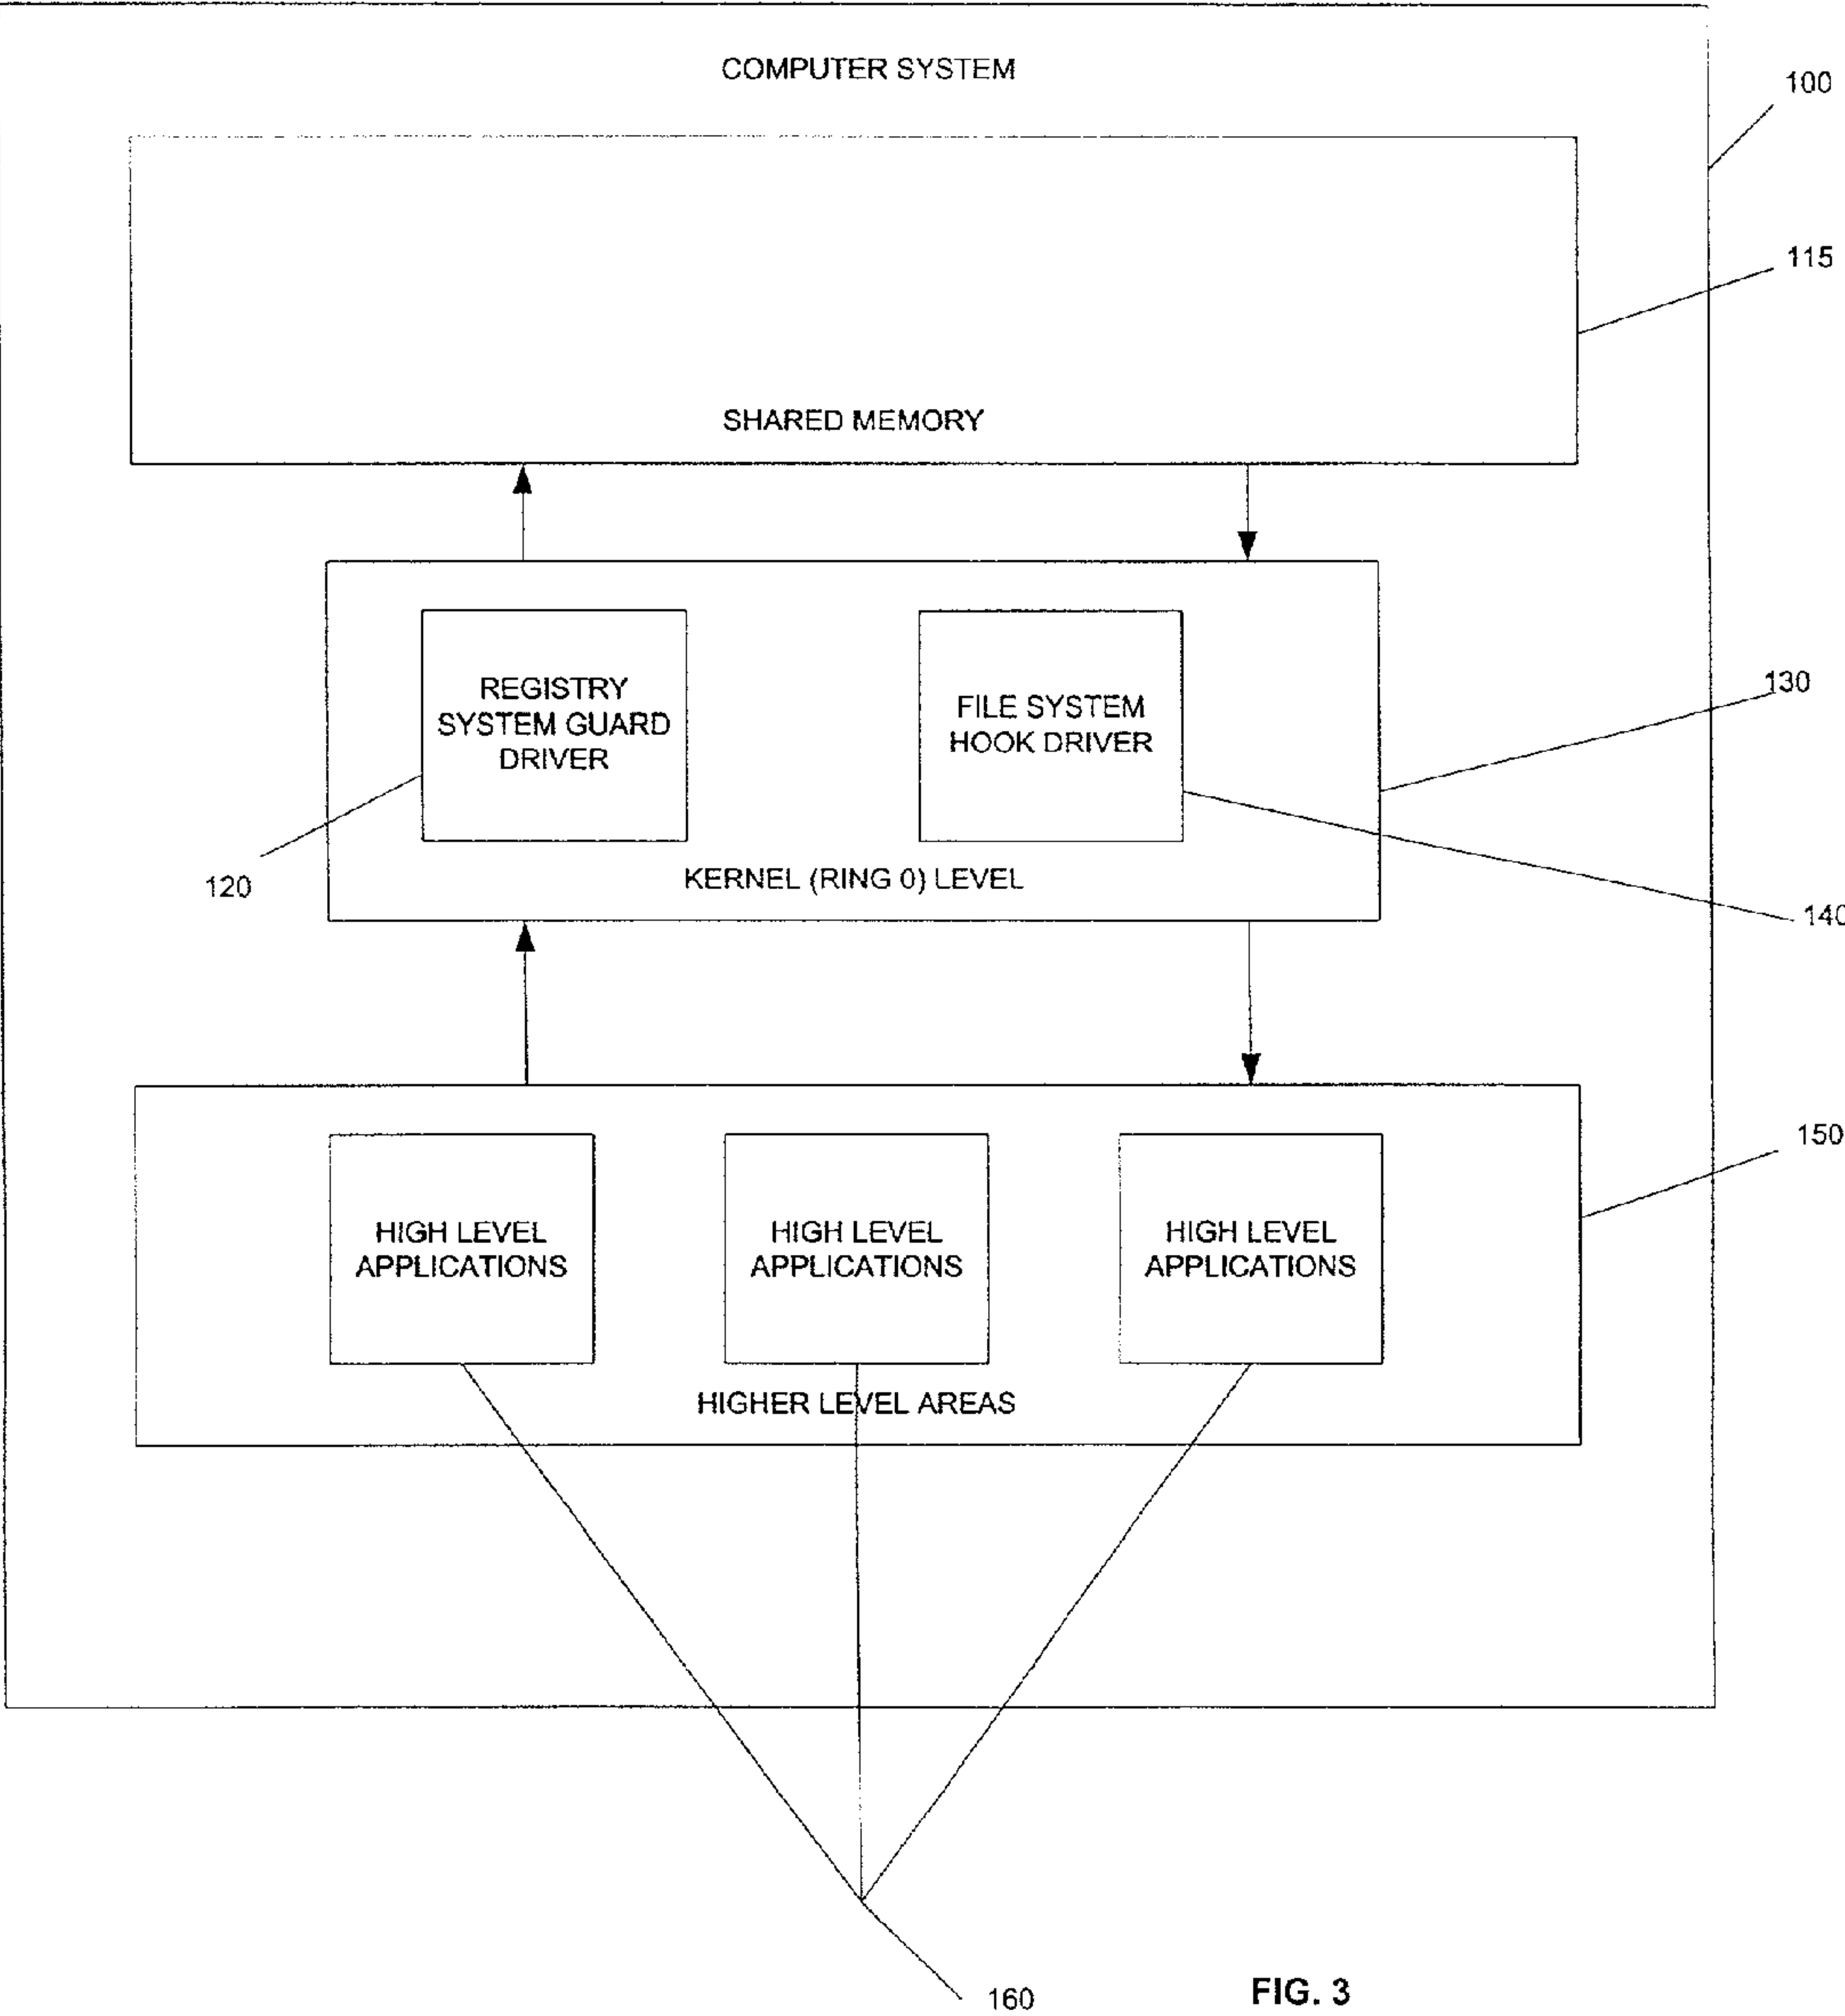 COMPUTER SYSTEM
100
115
SHARED MEMORY
REGISTRY
SYSTEM GUARD
DRIVER
FILE SYSTEM
HOOK DRIVER
130
120
KERNEL (RING 0) LEVEL
140
150
HIGH LEVEL
APPLICATIONS
HIGH LEVEL
APPLICATIONS
HIGH LEVEL
APPLICATIONS
HIGHER LEVEL AREAS
160
FIG. 3